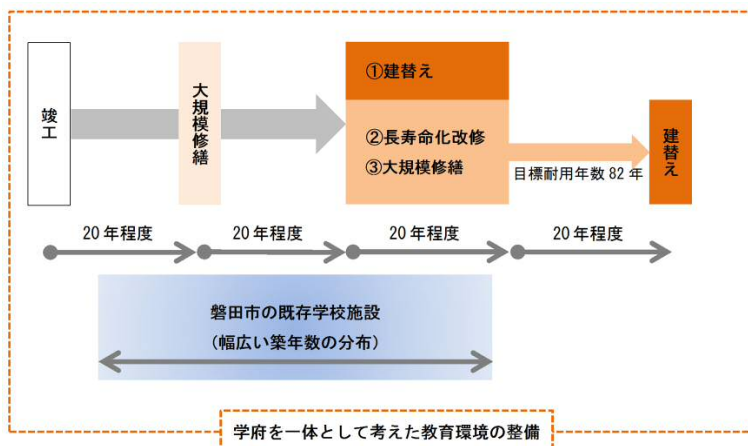 竣工
大規模修繕
①建替え
②長寿命化改修
③大規模修繕
目標耐用年数 82 年
建替え
20 年程度
20 年程度
20 年程度
20 年程度
磐田市の既存学校施設
(幅広い築年数の分布)
学府を一体として考えた教育環境の整備